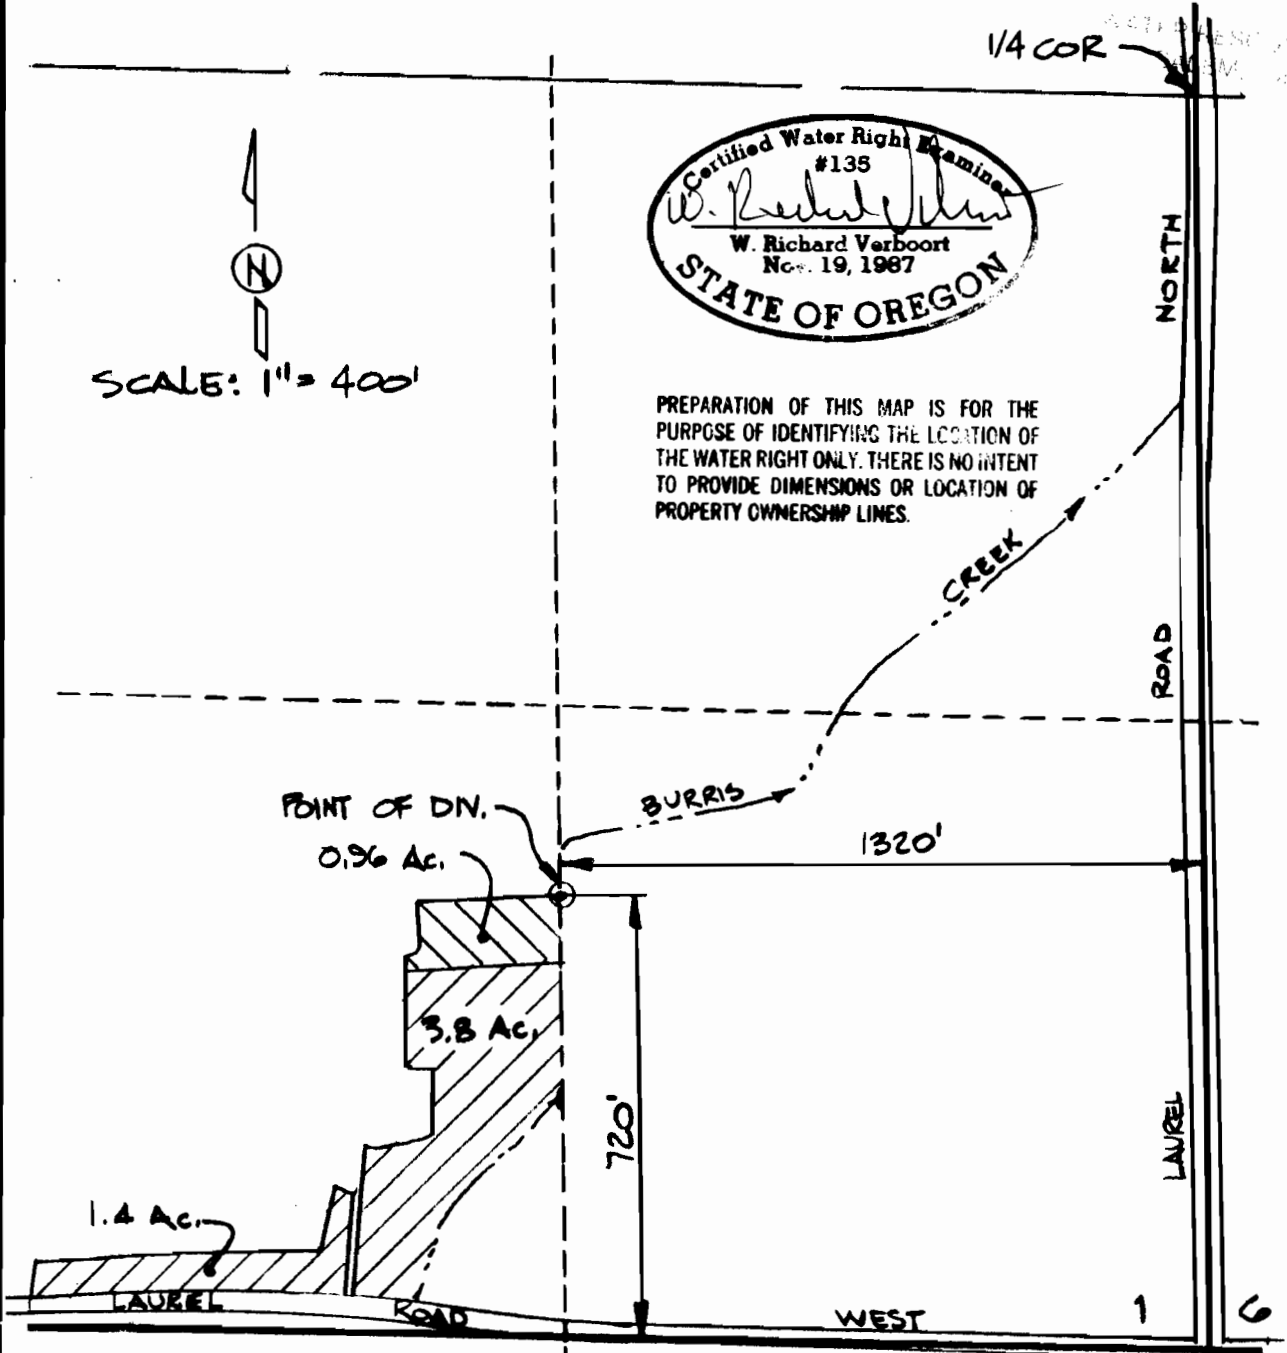 1/4 COR
Certified Water Right Examiner
#135
W. Richard Verboort
Nov. 19, 1987
STATE OF OREGON
N
SCALE: 1" = 400'
NORTH
PREPARATION OF THIS MAP IS FOR THE
PURPOSE OF IDENTIFYING THE LOCATION OF
THE WATER RIGHT ONLY. THERE IS NO INTENT
TO PROVIDE DIMENSIONS OR LOCATION OF
PROPERTY OWNERSHIP LINES.
CREEK
ROAD
BURRIS
POINT OF DIV.
1320'
0.96 Ac.
3.8 Ac.
720'
LAUREL
1.4 Ac.
LAUREL
ROAD
WEST
1
6